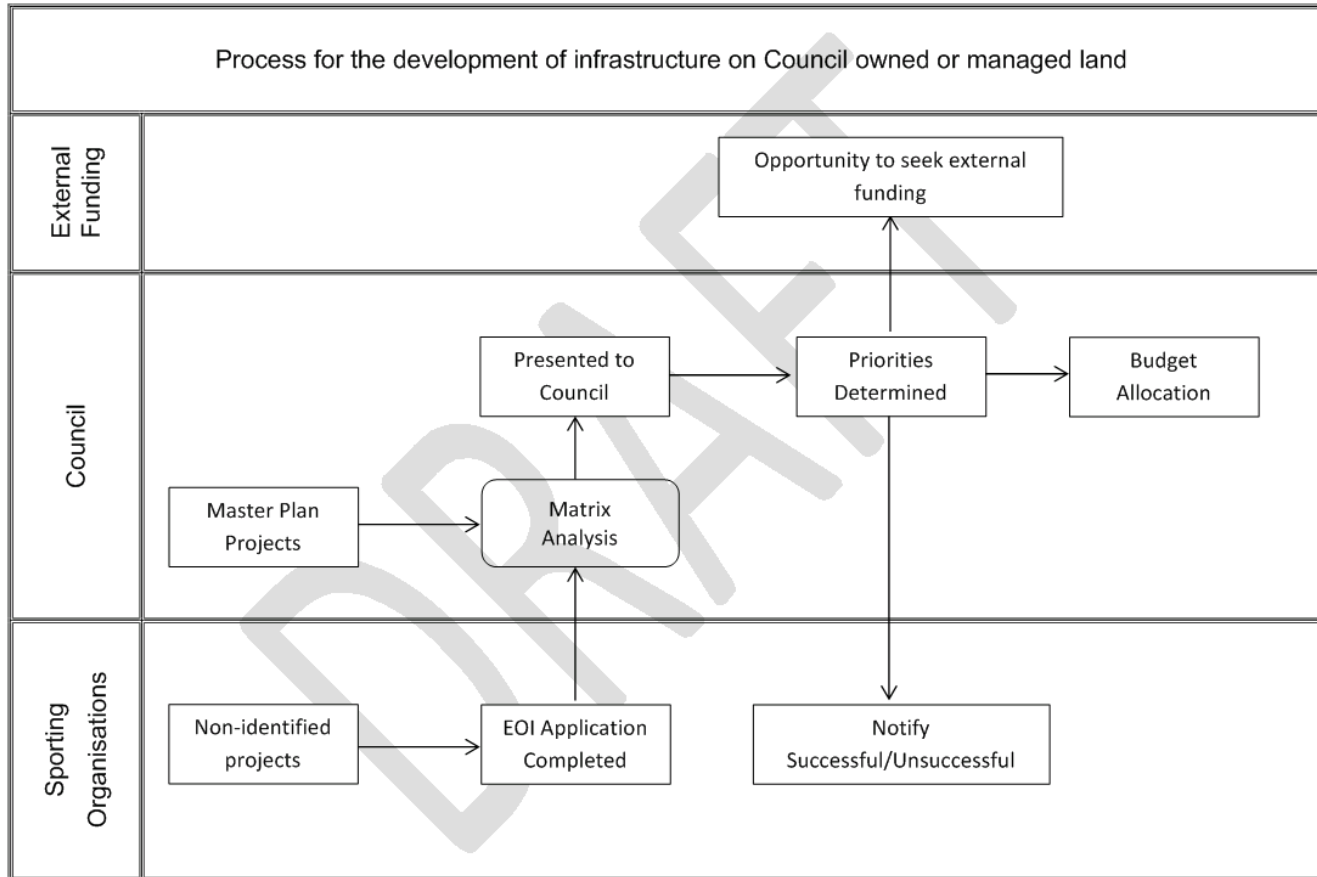 Process for the development of infrastructure on Council owned or managed land
External
Funding
Opportunity to seek external
funding
Council
Presented to
Council
Priorities
Determined
Budget
Allocation
Master Plan
Projects
Matrix
Analysis
Sporting
Organisations
Non-identified
projects
EOI Application
Completed
Notify
Successful/Unsuccessful
DRAFT